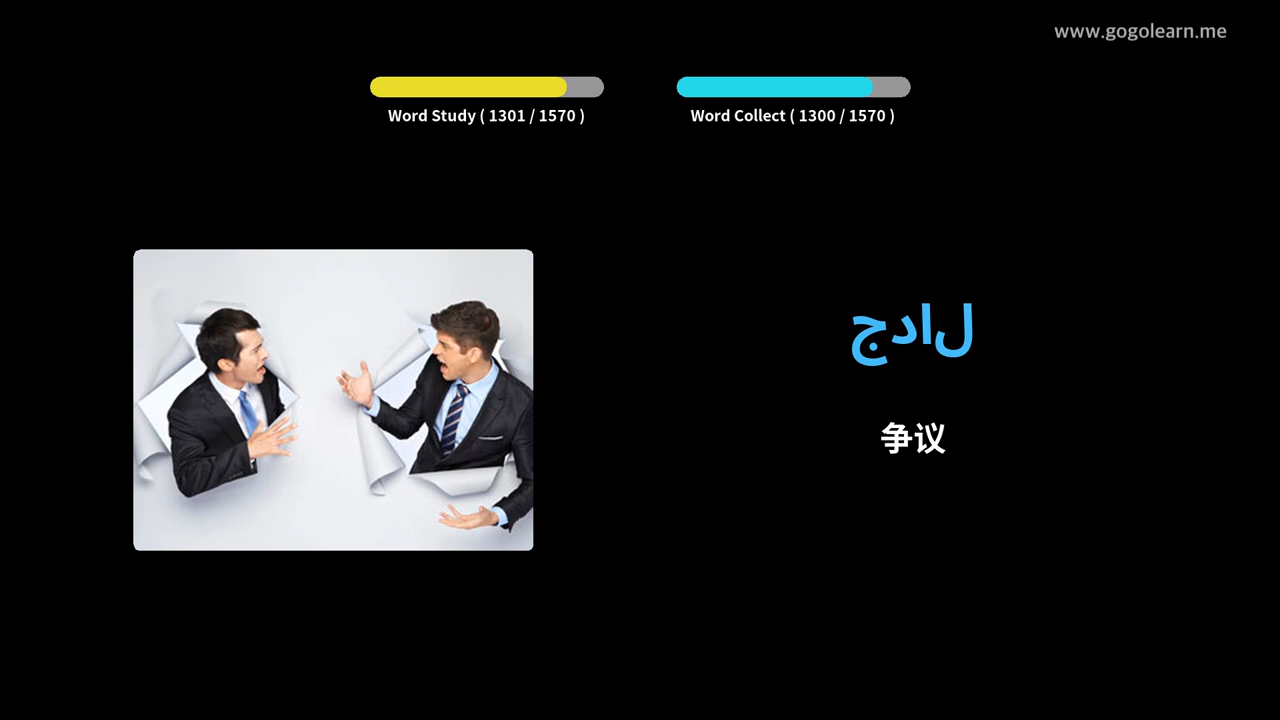 www.gogolearn.me
Word Study ( 1301 / 1570 )
Word Collect ( 1300 / 1570 )
جدال
争议